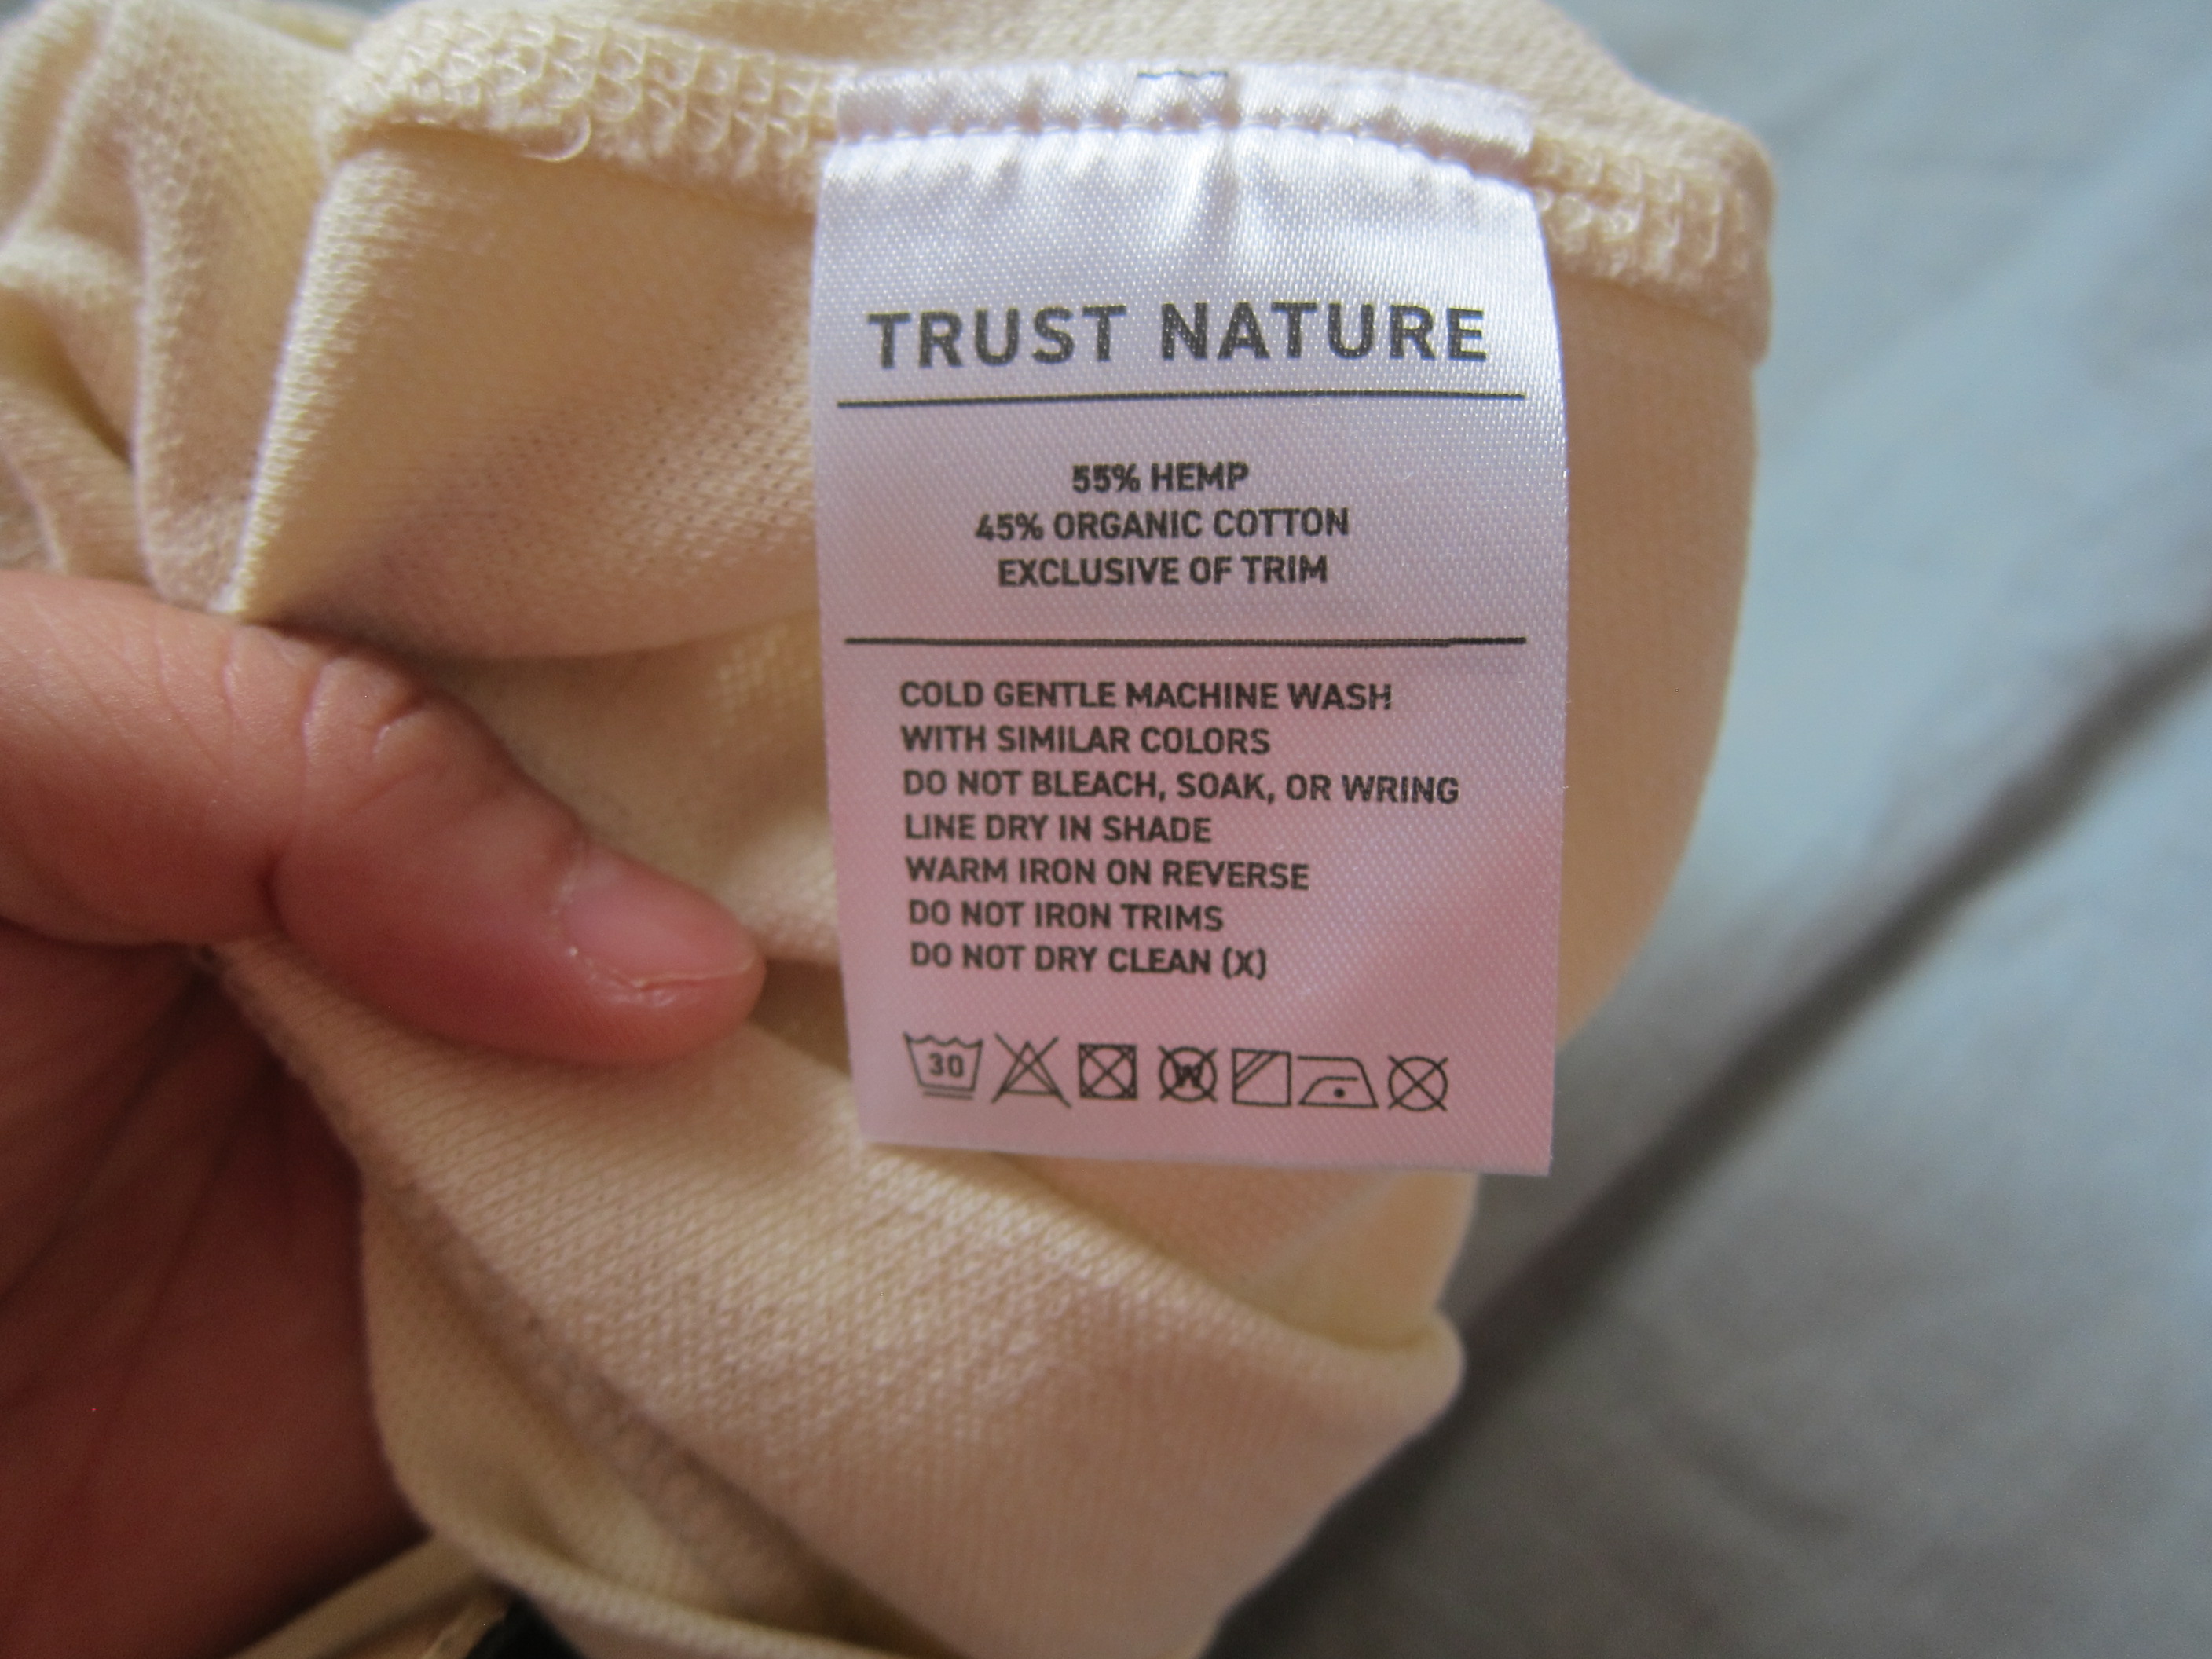 TRUST NATURE
55% HEMP
45% ORGANIC COTTON
EXCLUSIVE OF TRIM
COLD GENTLE MACHINE WASH
WITH SIMILAR COLORS
DO NOT BLEACH, SOAK, OR WRING
LINE DRY IN SHADE
WARM IRON ON REVERSE
DO NOT IRON TRIMS
DO NOT DRY CLEAN (X)
30 W